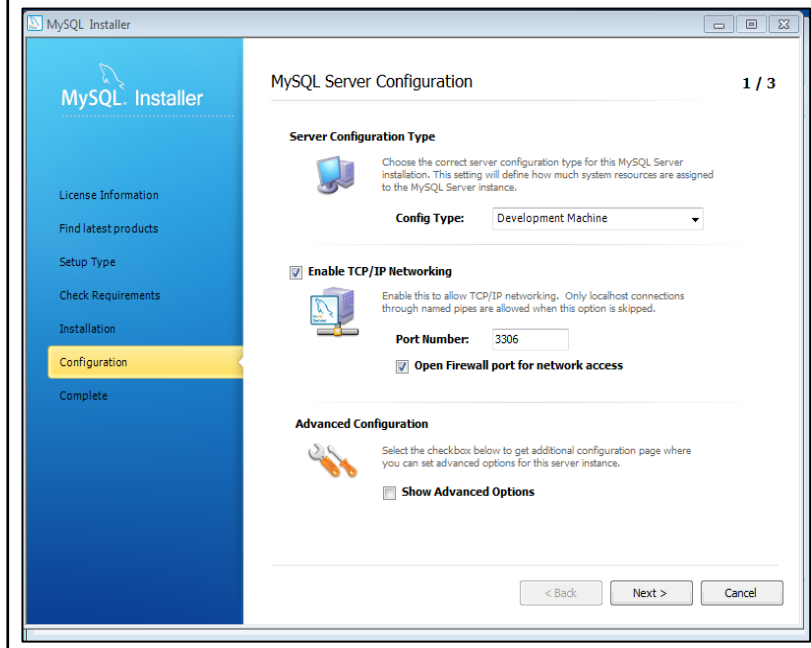 MySQL Installer
MySQL. Installer
License Information
Find latest products
Setup Type
Check Requirements
Installation
Configuration
Complete
MySQL Server Configuration
1 / 3
Server Configuration Type
Choose the correct server configuration type for this MySQL Server
installation. This setting will define how much system resources are assigned
to the MySQL Server instance.
Config Type: Development Machine
Enable TCP/IP Networking
Enable this to allow TCP/IP networking. Only localhost connections
through named pipes are allowed when this option is skipped.
Port Number: 3306
Open Firewall port for network access
Advanced Configuration
Select the checkbox below to get additional configuration page where
you can set advanced options for this server instance.
Show Advanced Options
< Back Next > Cancel